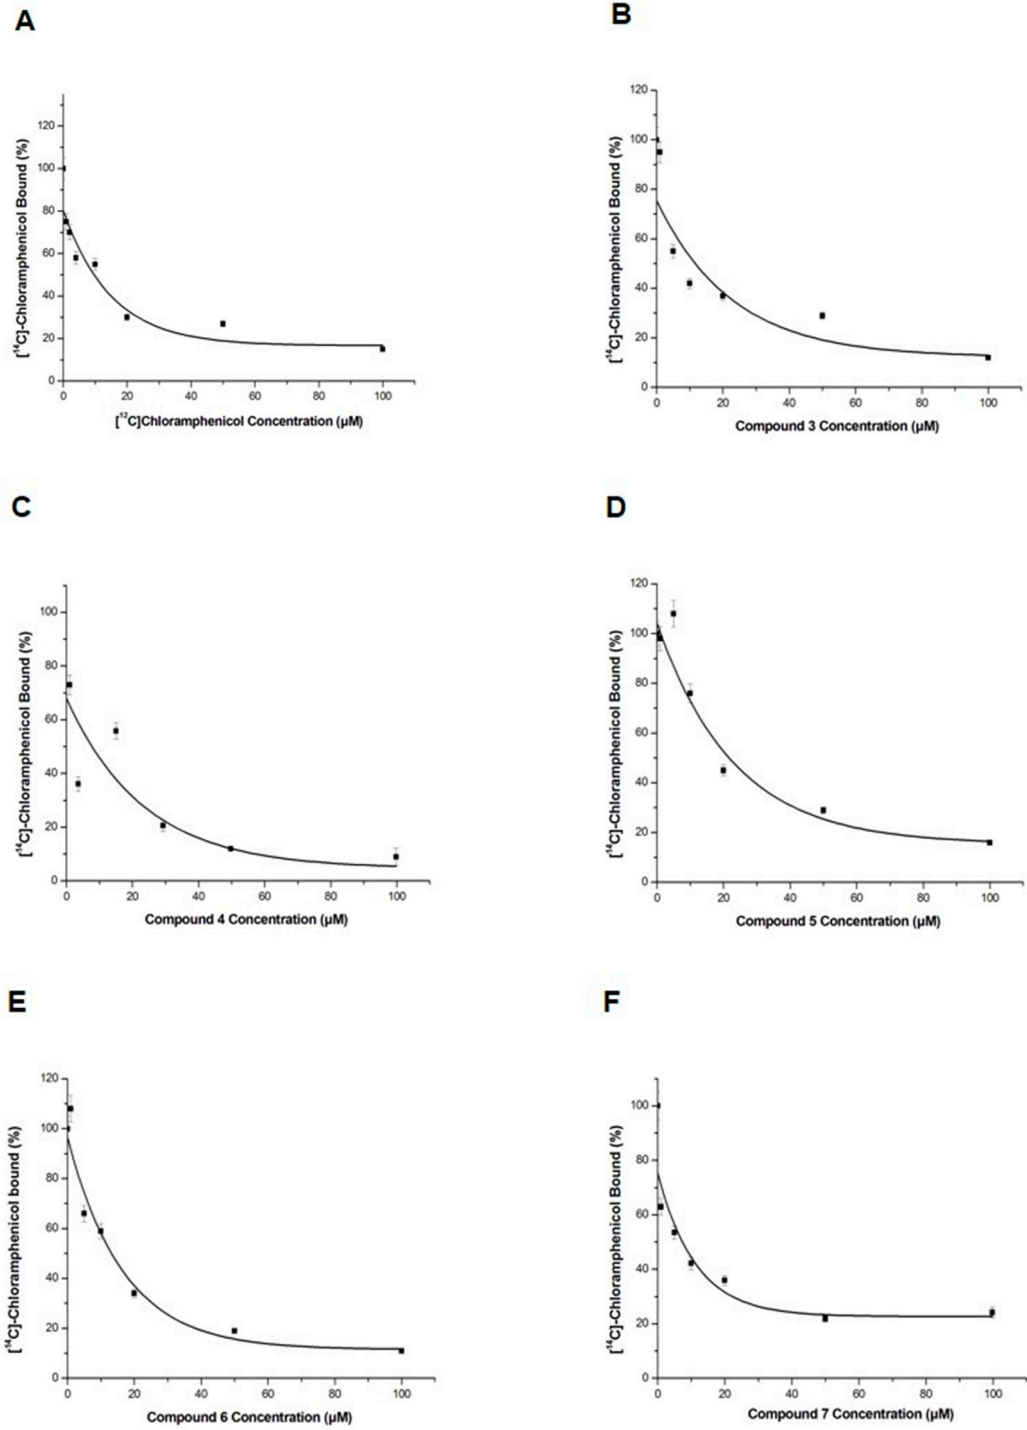 A
120
100
80
60
40
20
0
0 20 40 60 80 100
[¹⁴C]-Chloramphenicol Bound (%)
[¹²C]Chloramphenicol Concentration (µM)
B
120
100
80
60
40
20
0
0 20 40 60 80 100
[¹⁴C]-Chloramphenicol Bound (%)
Compound 3 Concentration (µM)
C
100
80
60
40
20
0
0 20 40 60 80 100
[¹⁴C]-Chloramphenicol Bound (%)
Compound 4 Concentration (µM)
D
120
100
80
60
40
20
0
0 20 40 60 80 100
[¹⁴C]-Chloramphenicol Bound (%)
Compound 5 Concentration (µM)
E
120
100
80
60
40
20
0
0 20 40 60 80 100
[¹⁴C]-Chloramphenicol bound (%)
Compound 6 Concentration (µM)
F
100
80
60
40
20
0
0 20 40 60 80 100
[¹⁴C]-Chloramphenicol Bound (%)
Compound 7 Concentration (µM)